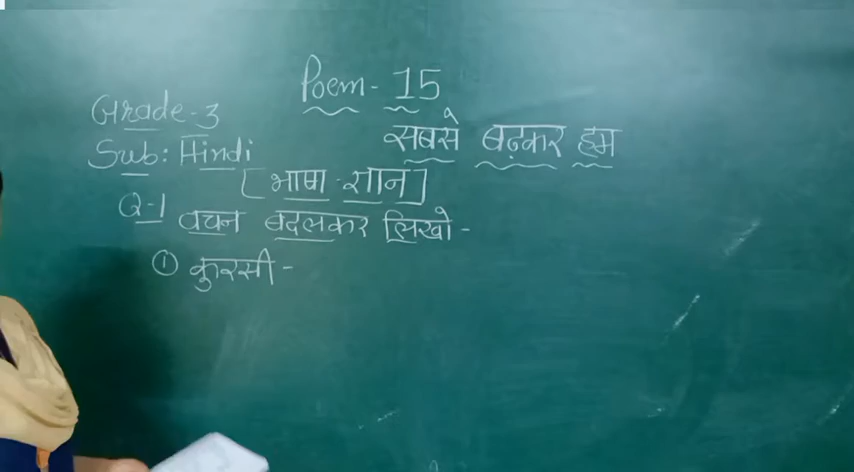 Poem - 15
Grade - 3
सबसे बढ़कर हम
Sub: Hindi
[भाषा - ज्ञान]
Q-1 वचन बदलकर लिखो -
① कुरसी -